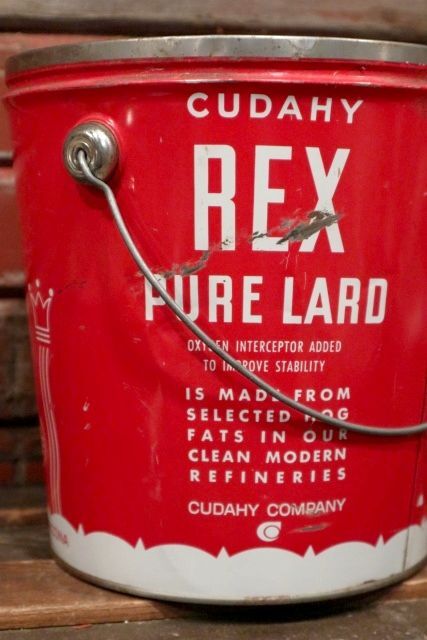 CUDAHY
REX
PURE LARD
OXYGEN INTERCEPTOR ADDED
TO IMPROVE STABILITY
IS MADE FROM
SELECTED HOG
FATS IN OUR
CLEAN MODERN
REFINERIES
CUDAHY COMPANY